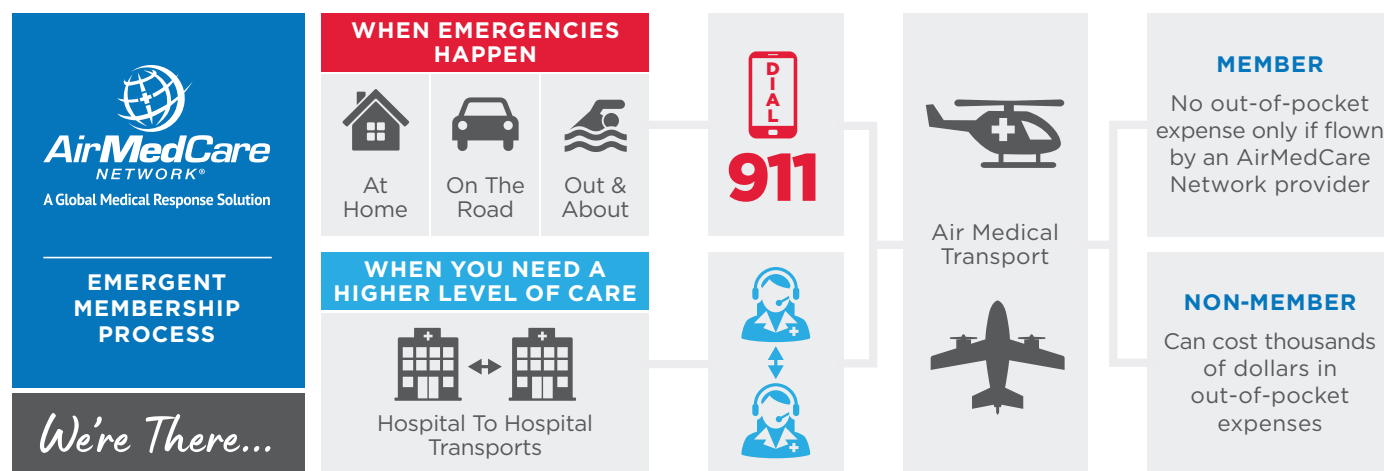 AirMedCare
NETWORK®
A Global Medical Response Solution
EMERGENT
MEMBERSHIP
PROCESS
We're There...
WHEN EMERGENCIES
HAPPEN
At
Home
On The
Road
Out &
About
WHEN YOU NEED A
HIGHER LEVEL OF CARE
Hospital To Hospital
Transports
DIAL
911
Air Medical
Transport
MEMBER
No out-of-pocket
expense only if flown
by an AirMedCare
Network provider
NON-MEMBER
Can cost thousands
of dollars in
out-of-pocket
expenses